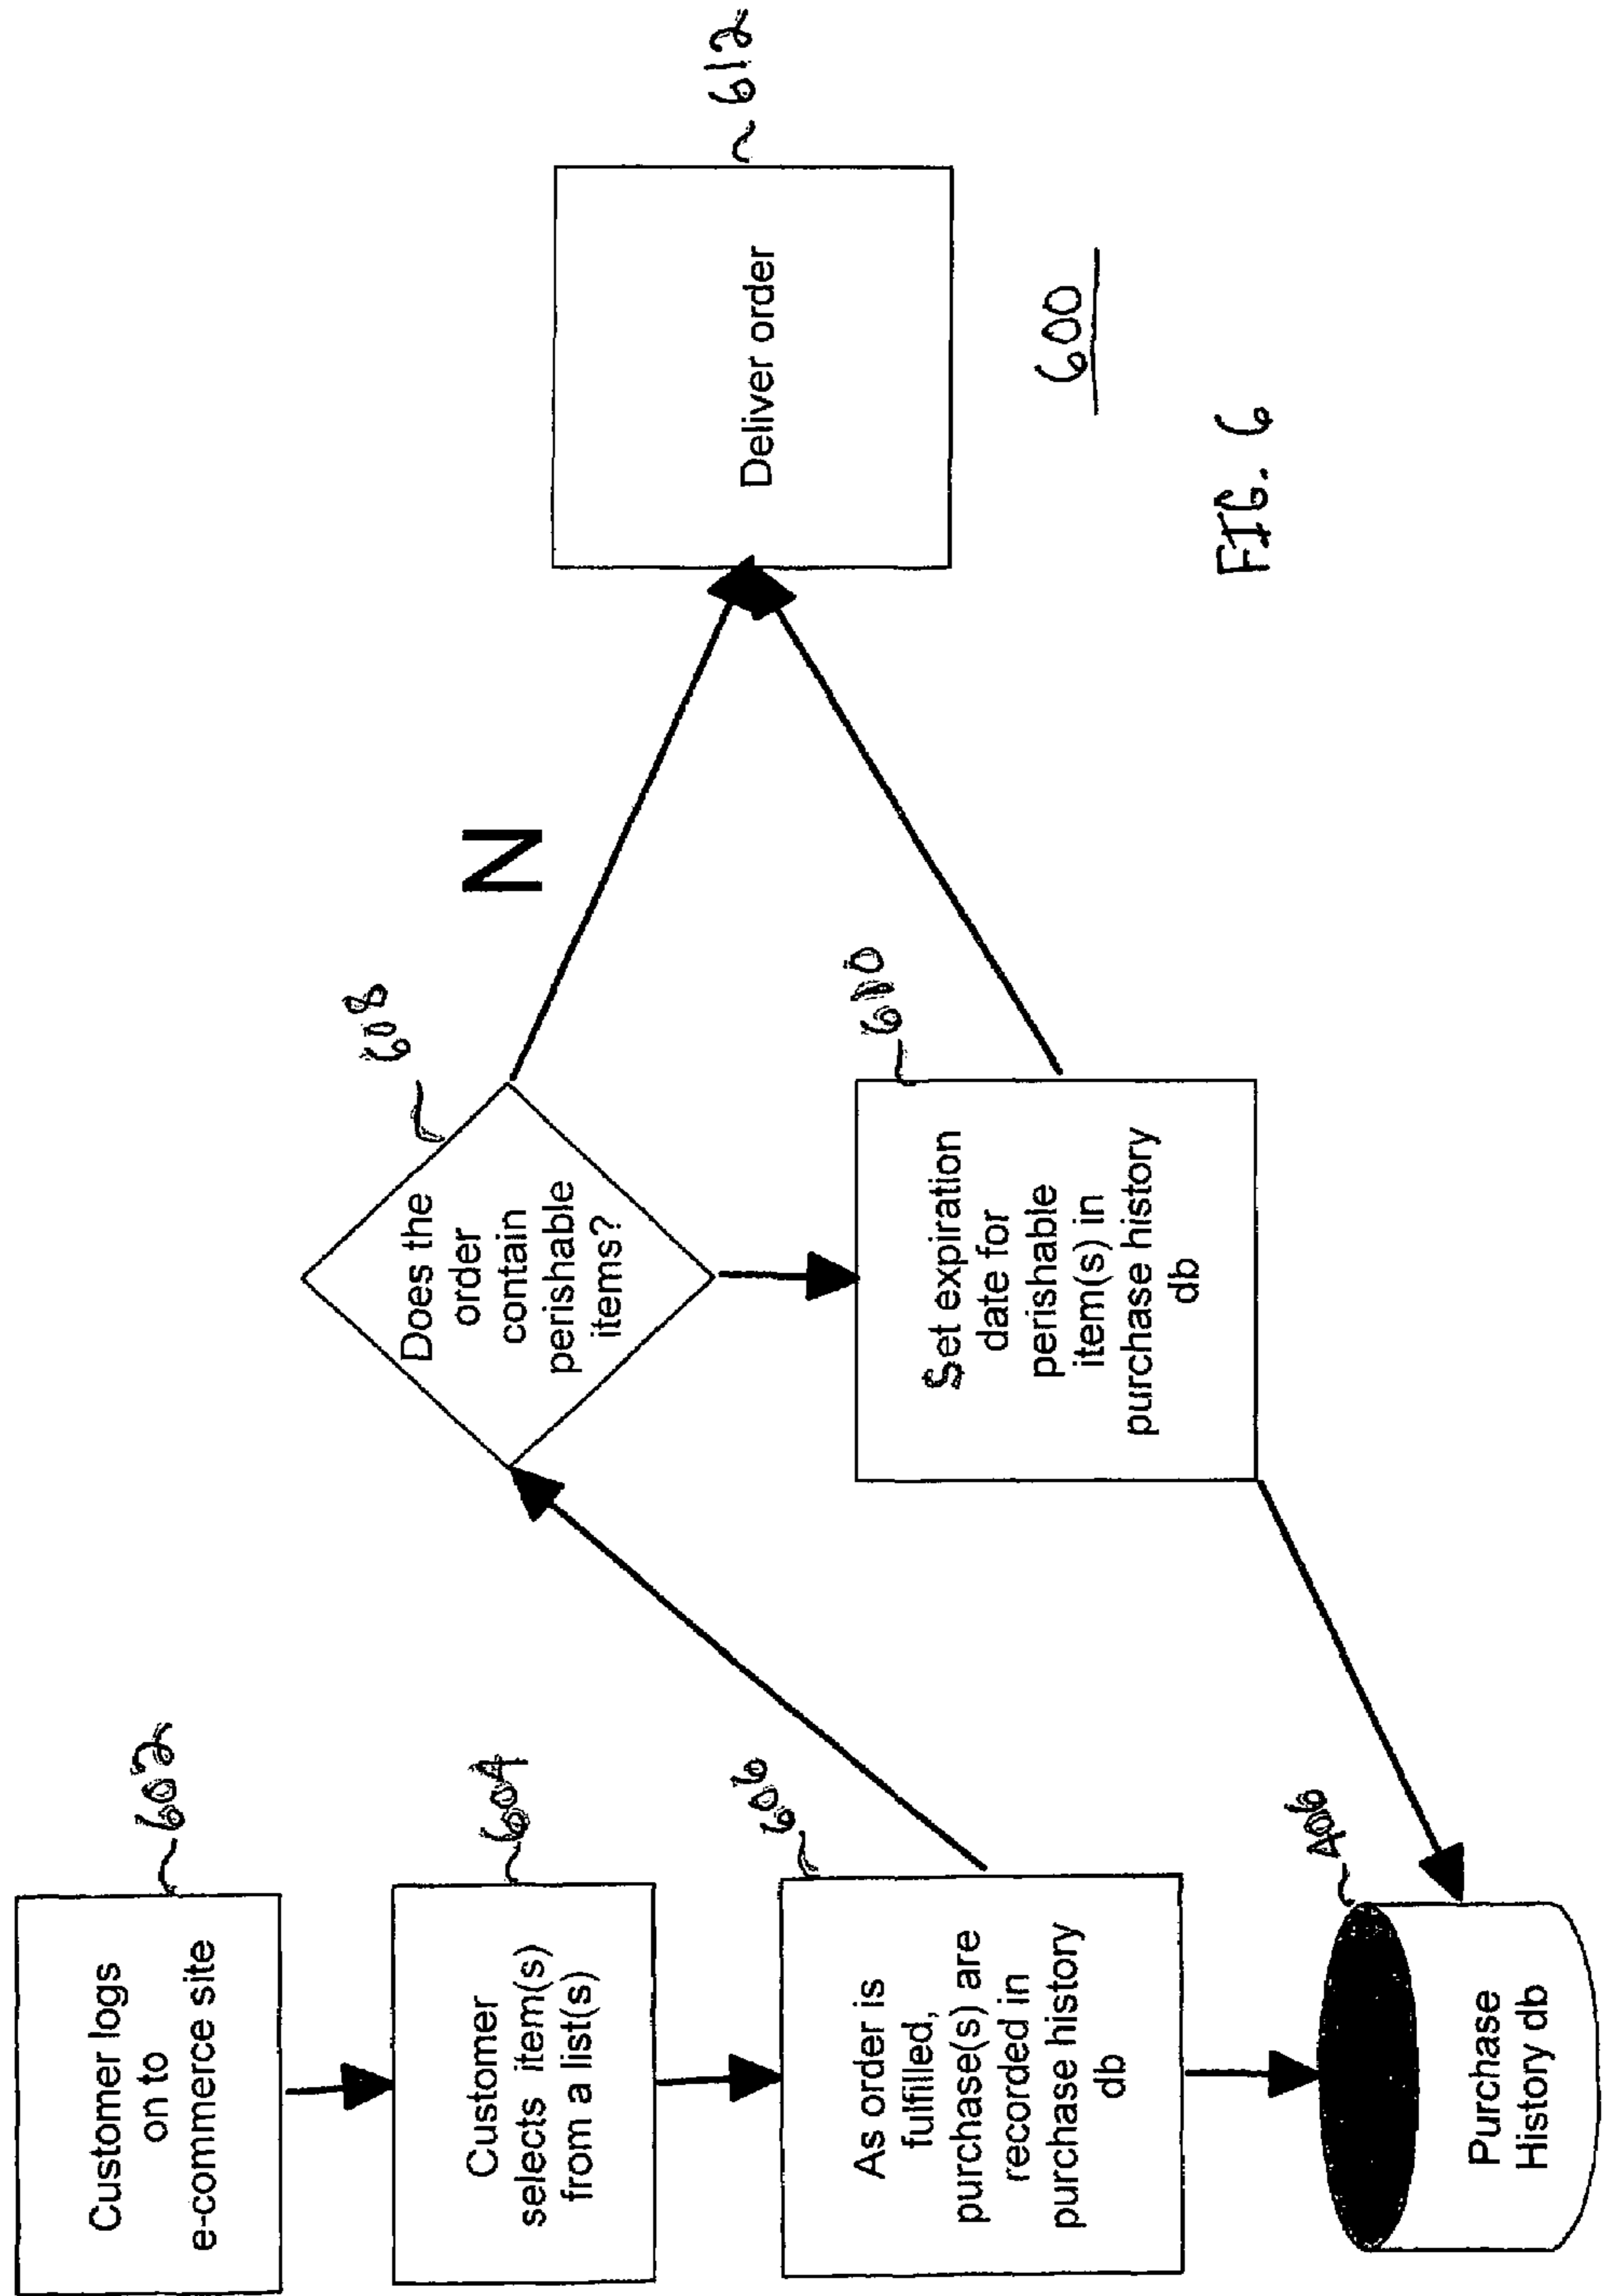 Customer logs
on to
e-commerce site
602
Customer
selects item(s)
from a list(s)
604
As order is
fulfilled,
purchase(s) are
recorded in
purchase history
db
606
Purchase
History db
406
Does the
order
contain
perishable
items?
608
N
Set expiration
date for
perishable
item(s) in
purchase history
db
610
Deliver order
612
600
FIG. 6